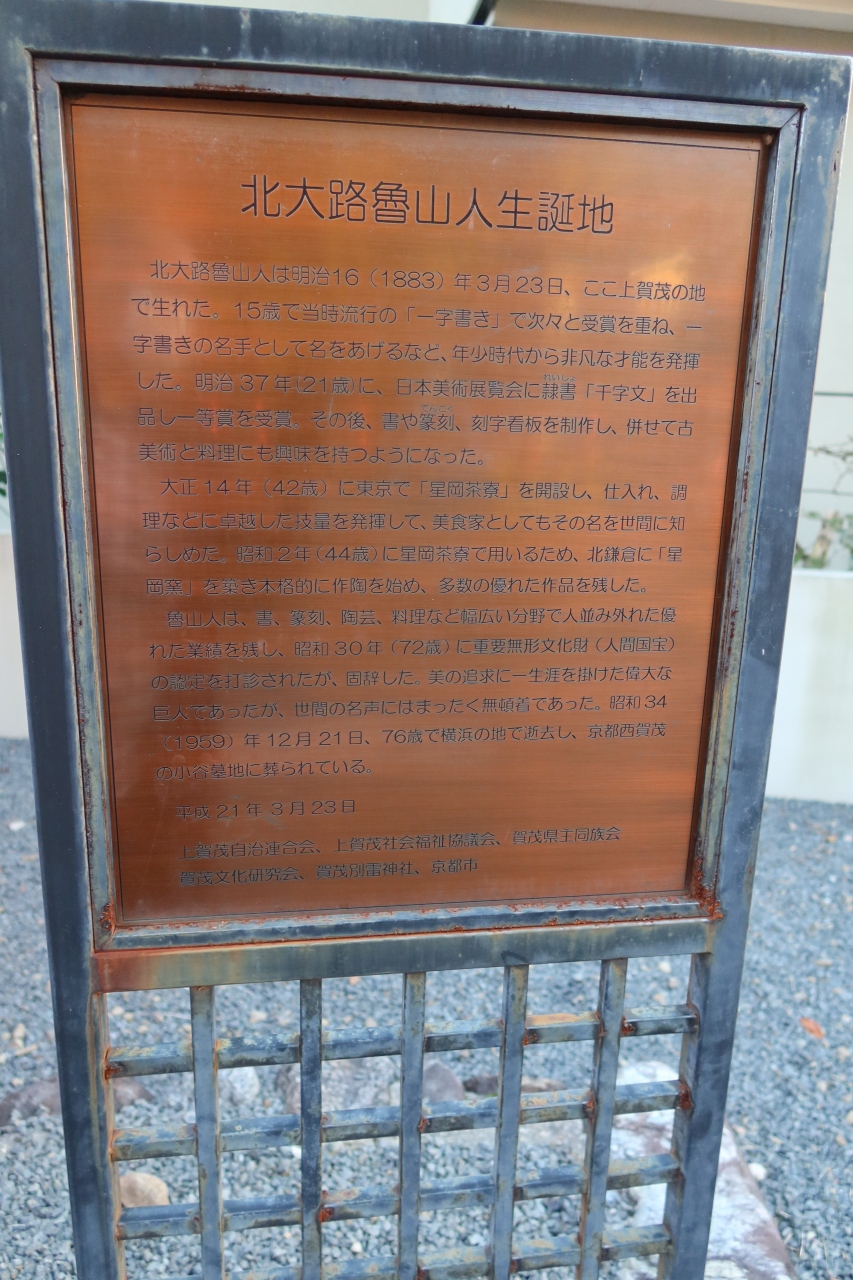 北大路魯山人生誕地
北大路魯山人は明治16（1883）年3月23日、ここ上賀茂の地
で生れた。15歳で当時流行の「一字書き」で次々と受賞を重ね、一
字書きの名手として名をあげるなど、年少時代から非凡な才能を発揮
した。明治37年(21歳)に、日本美術展覧会に隷書「千字文」を出
品し一等賞を受賞。その後、書や篆刻、刻字看板を制作し、併せて古
美術と料理にも興味を持つようになった。
大正14年（42歳）に東京で「星岡茶寮」を開設し、仕入れ、調
理などに卓越した技量を発揮して、美食家としてもその名を世間に知
らしめた。昭和2年(44歳)に星岡茶寮で用いるため、北鎌倉に「星
岡窯」を築き本格的に作陶を始め、多数の優れた作品を残した。
魯山人は、書、篆刻、陶芸、料理など幅広い分野で人並み外れた優
れた業績を残し、昭和30年（72歳）に重要無形文化財（人間国宝）
の認定を打診されたが、固辞した。美の追求に一生涯を掛けた偉大な
巨人であったが、世間の名声にはまったく無頓着であった。昭和34
（1959）年12月21日、76歳で横浜の地で逝去し、京都西賀茂
の小谷墓地に葬られている。
平成21年3月23日
上賀茂自治連合会、上賀茂社会福祉協議会、賀茂県主同族会
賀茂文化研究会、賀茂別雷神社、京都市